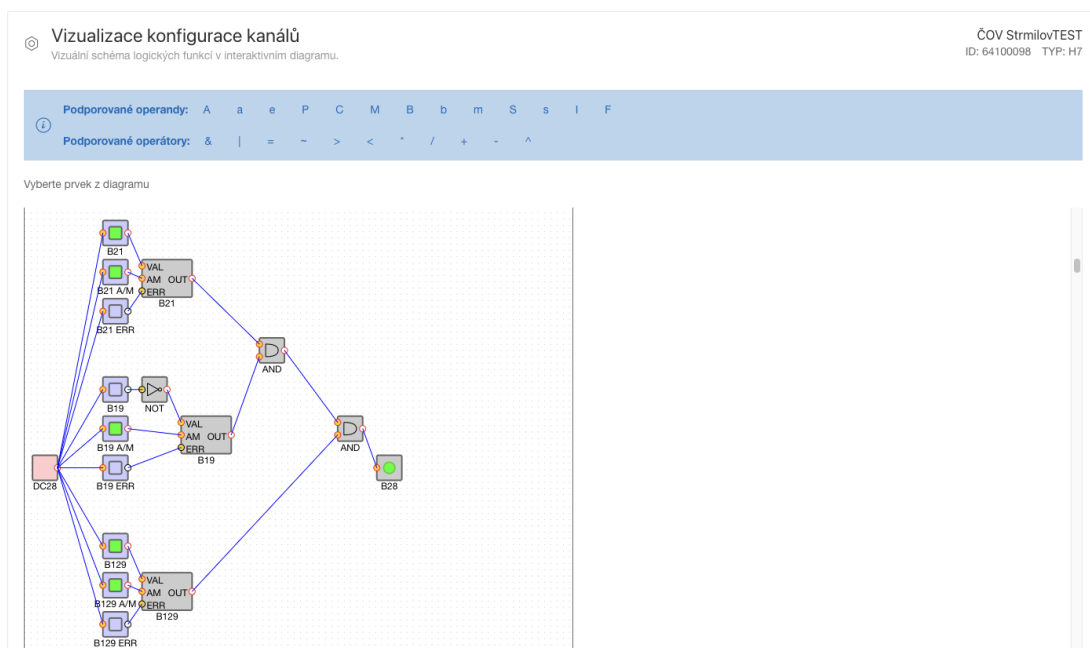 Vizualizace konfigurace kanálů
Vizuální schéma logických funkcí v interaktivním diagramu.
ČOV StrmilovTEST
ID: 64100098 TYP: H7
Podporované operandy: A a e P C M B b m S s I F
Podporované operátory: & | = ~ > < * / + - ^
Vyberte prvek z diagramu
B21
B21 A/M
B21 ERR
VAL
AM OUT
ERR
B21
AND
B19
NOT
B19 A/M
B19 ERR
VAL
AM OUT
ERR
B19
AND
DC28
B28
B129
B129 A/M
B129 ERR
VAL
AM OUT
ERR
B129